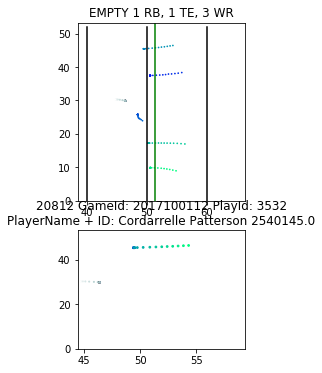 EMPTY 1 RB, 1 TE, 3 WR
50
40
30
20
10
0
40 50 60
20812 GameId: 2017100112 PlayId: 3532
PlayerName + ID: Cordarrelle Patterson 2540145.0
40
20
0
45 50 55